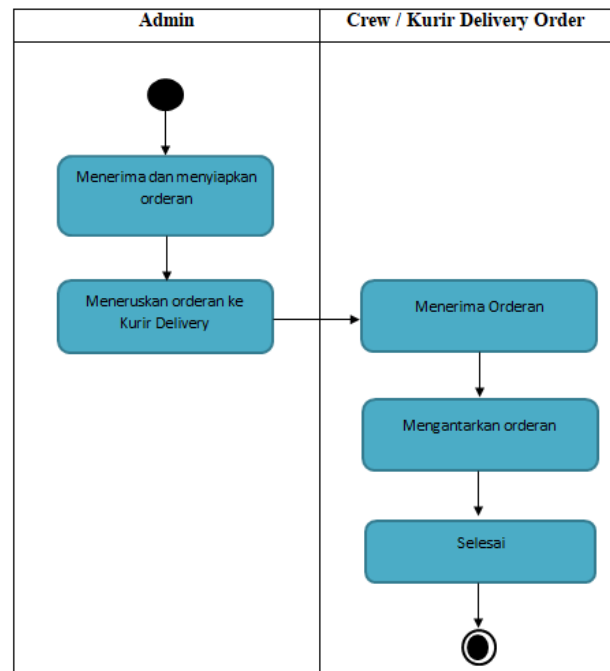 Admin
Crew / Kurir Delivery Order
Menerima dan menyiapkan
orderan
Meneruskan orderan ke
Kurir Delivery
Menerima Orderan
Mengantarkan orderan
Selesai